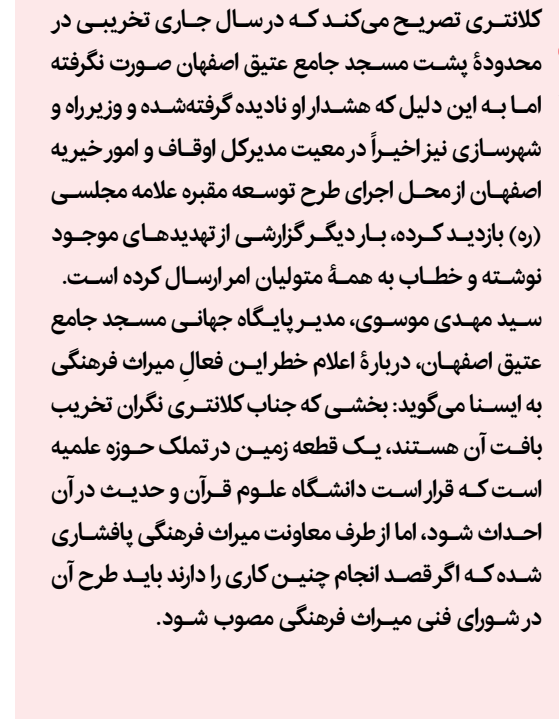 کلانتری تصریح می‌کند که در سال جاری تخریبی در
محدودهٔ پشت مسجد جامع عتیق اصفهان صورت نگرفته
اما به این دلیل که هشدار او نادیده گرفته‌شده و وزیر راه و
شهرسازی نیز اخیراً در معیت مدیرکل اوقاف و امور خیریه
اصفهان از محل اجرای طرح توسعه مقبره علامه مجلسی
(ره) بازدید کرده، بار دیگر گزارشی از تهدیدهای موجود
نوشته و خطاب به همهٔ متولیان امر ارسال کرده است.
سید مهدی موسوی، مدیر پایگاه جهانی مسجد جامع
عتیق اصفهان، دربارهٔ اعلام خطر این فعالِ میراث فرهنگی
به ایسنا می‌گوید: بخشی که جناب کلانتری نگران تخریب
بافت آن هستند، یک قطعه زمین در تملک حوزه علمیه
است که قرار است دانشگاه علوم قرآن و حدیث در آن
احداث شود، اما از طرف معاونت میراث فرهنگی پافشاری
شده که اگر قصد انجام چنین کاری را دارند باید طرح آن
در شورای فنی میراث فرهنگی مصوب شود.